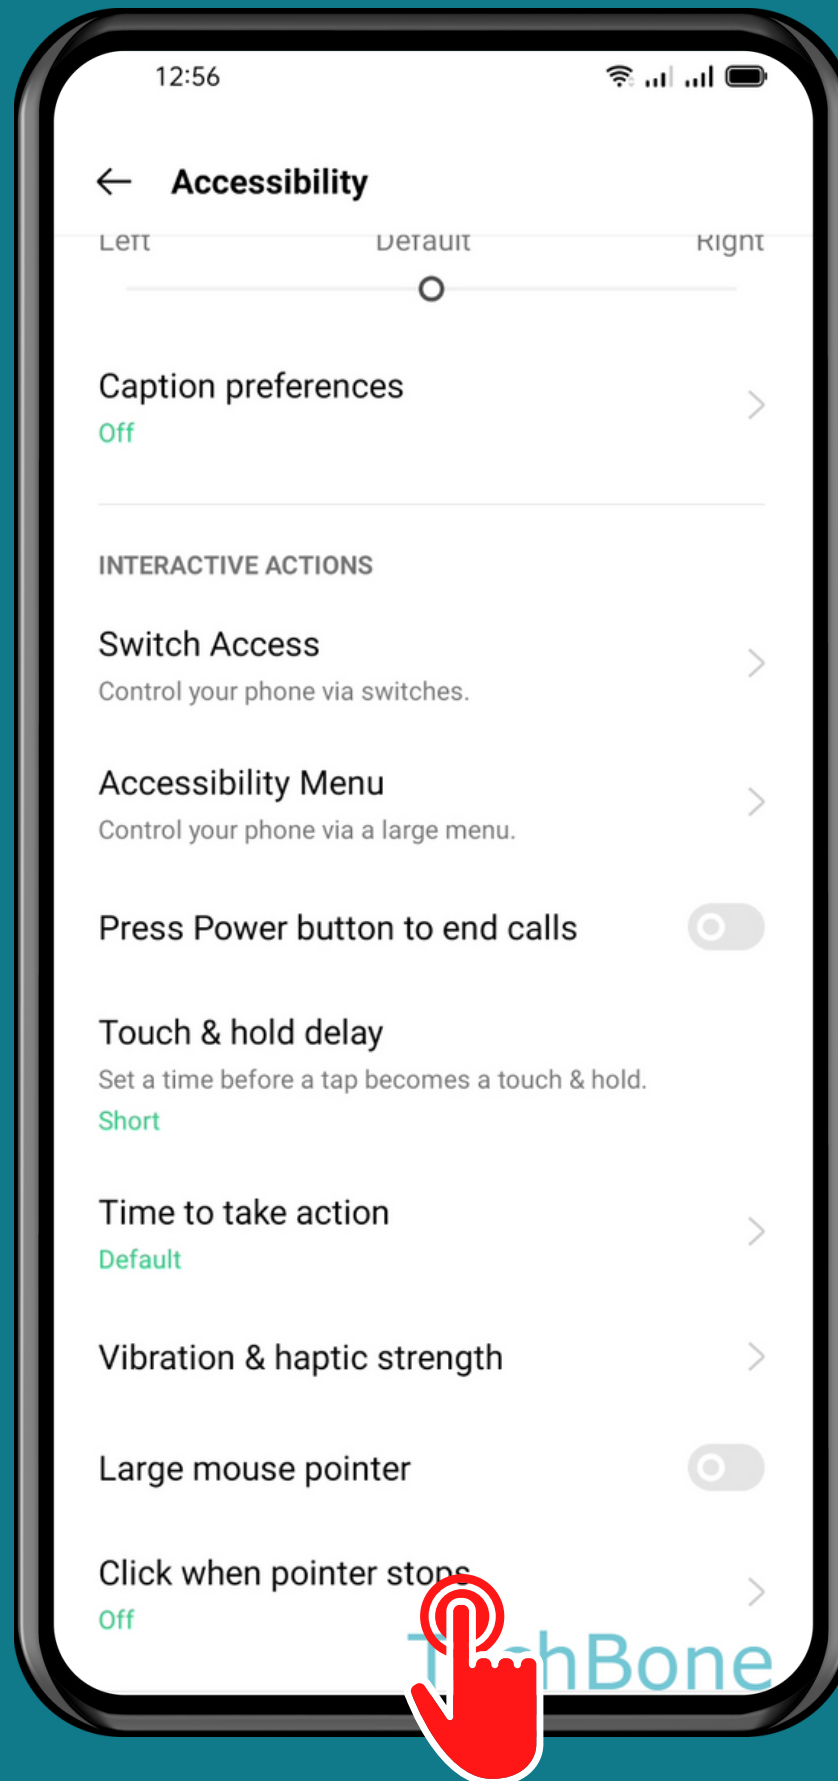 12:56
Accessibility
Left Default Right
Caption preferences
Off
INTERACTIVE ACTIONS
Switch Access
Control your phone via switches.
Accessibility Menu
Control your phone via a large menu.
Press Power button to end calls
Touch & hold delay
Set a time before a tap becomes a touch & hold.
Short
Time to take action
Default
Vibration & haptic strength
Large mouse pointer
Click when pointer stops
Off
TechBone